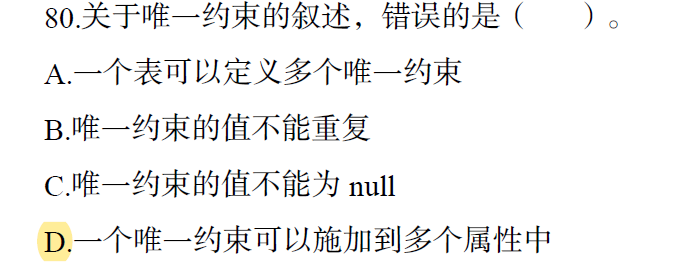 80.关于唯一约束的叙述，错误的是（　　）。
A.一个表可以定义多个唯一约束
B.唯一约束的值不能重复
C.唯一约束的值不能为 null
D.一个唯一约束可以施加到多个属性中